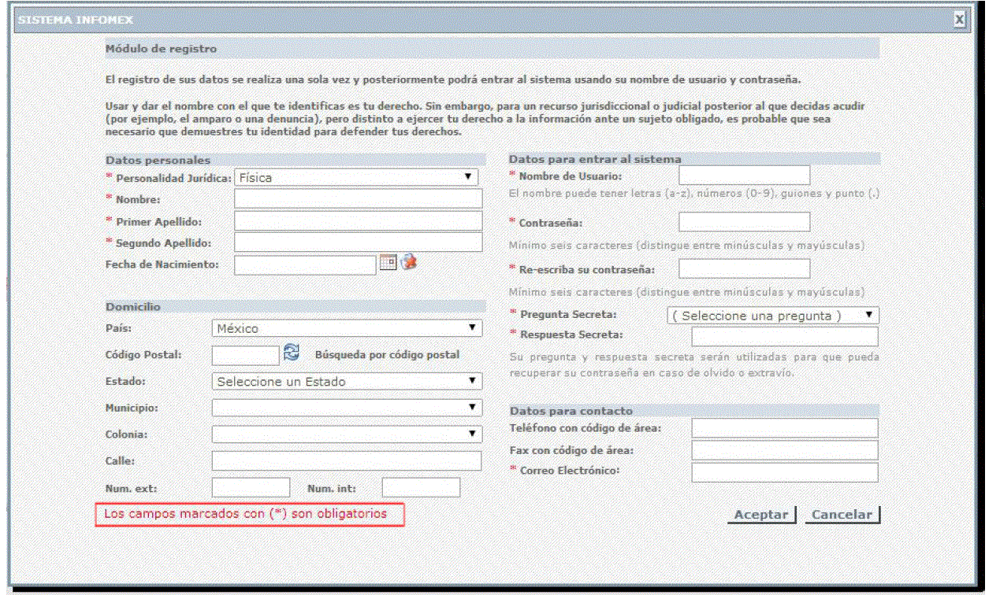 SISTEMA INFOMEX
X
Módulo de registro
El registro de sus datos se realiza una sola vez y posteriormente podrá entrar al sistema usando su nombre de usuario y contraseña.
Usar y dar el nombre con el que te identificas es tu derecho. Sin embargo, para un recurso jurisdiccional o judicial posterior al que decidas acudir
(por ejemplo, el amparo o una denuncia), pero distinto a ejercer tu derecho a la información ante un sujeto obligado, es probable que sea
necesario que demuestres tu identidad para defender tus derechos.
Datos personales
* Personalidad Jurídica: Física
* Nombre:
* Primer Apellido:
* Segundo Apellido:
Fecha de Nacimiento:
Domicilio
País: México
Código Postal: Búsqueda por código postal
Estado: Seleccione un Estado
Municipio:
Colonia:
Calle:
Num. ext: Num. int:
Los campos marcados con (*) son obligatorios
Datos para entrar al sistema
* Nombre de Usuario:
El nombre puede tener letras (a-z), números (0-9), guiones y punto (.)
* Contraseña:
Mínimo seis caracteres (distingue entre minúsculas y mayúsculas)
* Re-escriba su contraseña:
Mínimo seis caracteres (distingue entre minúsculas y mayúsculas)
* Pregunta Secreta: ( Seleccione una pregunta )
* Respuesta Secreta:
Su pregunta y respuesta secreta serán utilizadas para que pueda
recuperar su contraseña en caso de olvido o extravío.
Datos para contacto
Teléfono con código de área:
Fax con código de área:
* Correo Electrónico:
Aceptar Cancelar